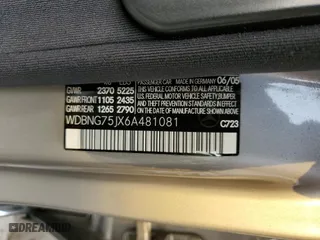 GVWR 2370 5225
GAWR FRONT 1105 2435
GAWR REAR 1265 2790
PASSENGER CAR
MADE IN GERMANY 06/05
THIS VEHICLE CONFORMS TO ALL APPLICABLE
U.S. FEDERAL MOTOR VEHICLE SAFETY
BUMPER, AND THEFT PREVENTION
STANDARDS IN EFFECT ON THE DATE
OF MANUFACTURE SHOWN ABOVE
WDBNG75JX6A481081
C723
DREAMBID